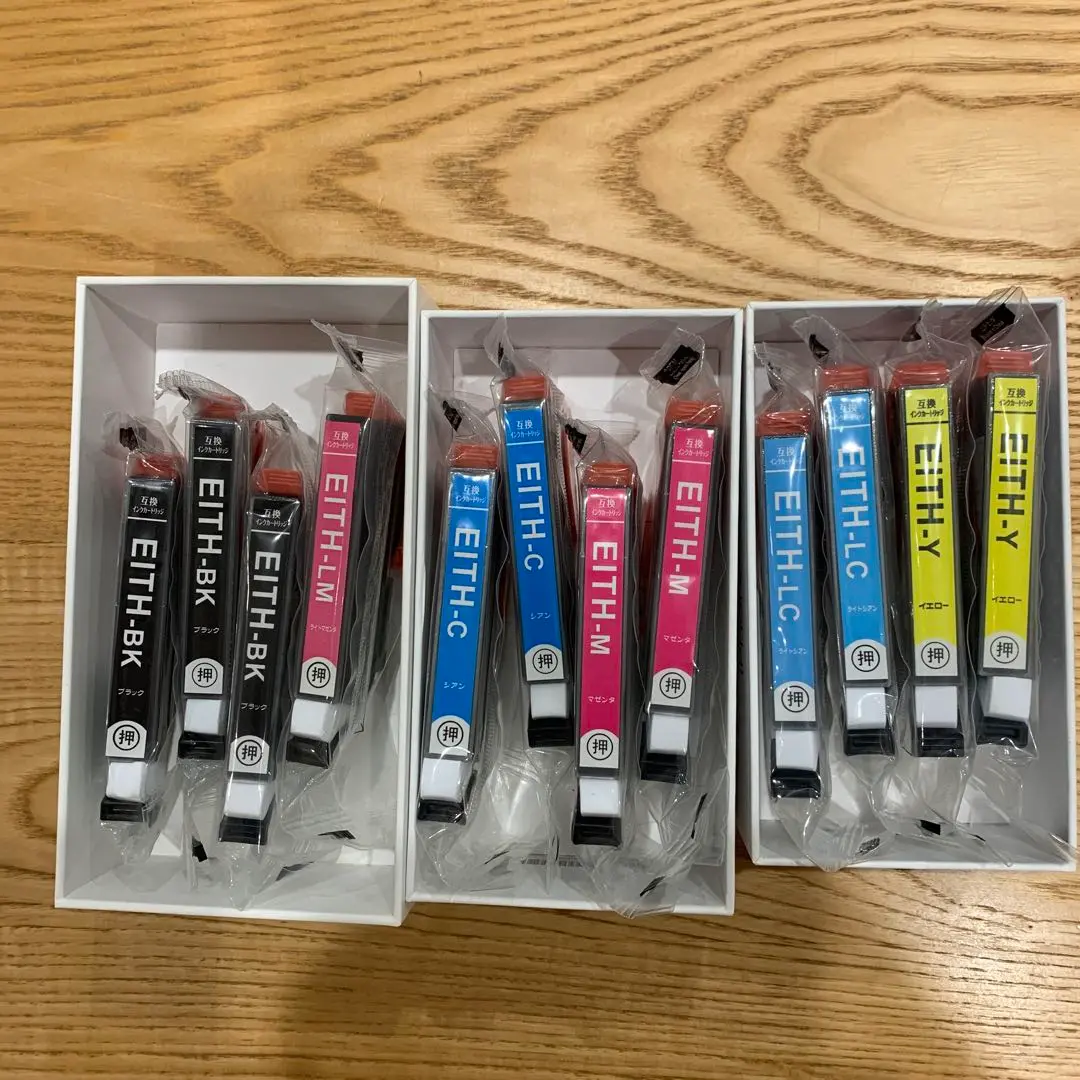 互換
インクカートリッジ
EITH-BK
ブラック
押
互換
インクカートリッジ
EITH-BK
ブラック
押
互換
インクカートリッジ
EITH-BK
ブラック
押
互換
インクカートリッジ
EITH-LM
ライトマゼンタ
押
互換
インクカートリッジ
EITH-C
シアン
押
互換
インクカートリッジ
EITH-C
シアン
押
互換
インクカートリッジ
EITH-M
マゼンタ
押
互換
インクカートリッジ
EITH-M
マゼンタ
押
互換
インクカートリッジ
EITH-LC
ライトシアン
押
互換
インクカートリッジ
EITH-LC
ライトシアン
押
互換
インクカートリッジ
EITH-Y
イエロー
押
互換
インクカートリッジ
EITH-Y
イエロー
押